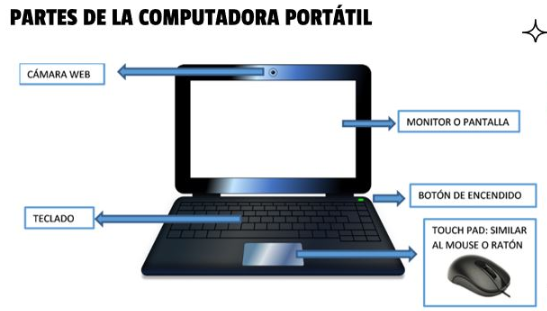 PARTES DE LA COMPUTADORA PORTÁTIL
CÁMARA WEB
MONITOR O PANTALLA
BOTÓN DE ENCENDIDO
TECLADO
TOUCH PAD: SIMILAR
AL MOUSE O RATÓN